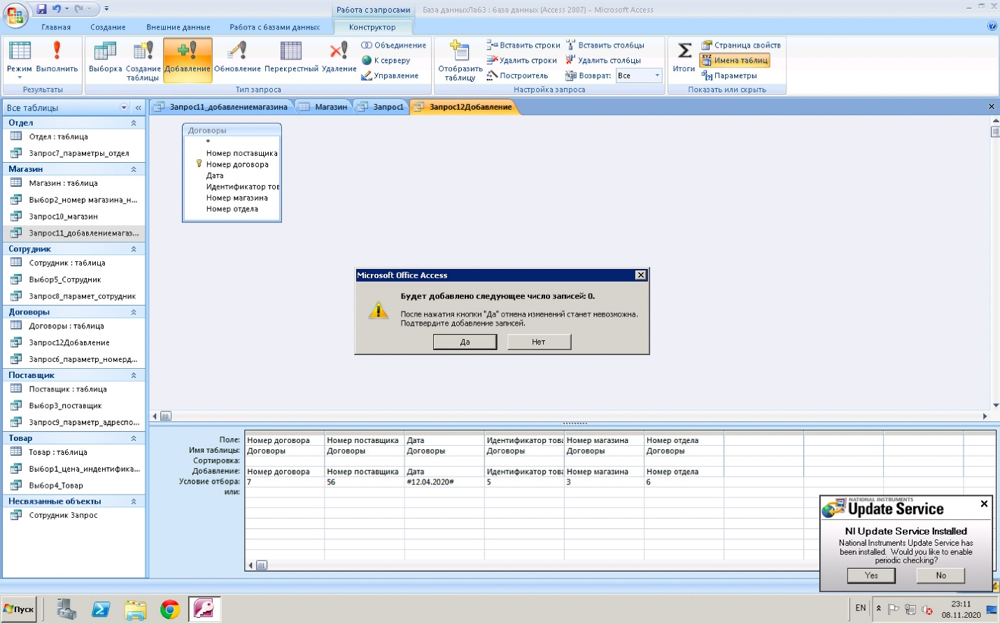 Работа с запросами
База данныхЛа63 : база данных (Access 2007) - Microsoft Access
Главная
Создание
Внешние данные
Работа с базами данных
Конструктор
Режим
Выполнить
Результаты
Выборка
Создание таблицы
Добавление
Обновление
Перекрестный
Удаление
Объединение
К серверу
Управление
Тип запроса
Отобразить таблицу
Вставить строки
Удалить строки
Построитель
Вставить столбцы
Удалить столбцы
Возврат: Все
Настройка запроса
Итоги
Страница свойств
Имена таблиц
Параметры
Показать или скрыть
Все таблицы
Отдел
Отдел : таблица
Запрос7_параметры_отдел
Магазин
Магазин : таблица
Выбор2_номер магазина_н...
Запрос10_магазин
Запрос11_добавлениемагаз...
Сотрудник
Сотрудник : таблица
Выбор5_Сотрудник
Запрос8_парамет_сотрудник
Договоры
Договоры : таблица
Запрос12Добавление
Запрос6_параметр_номерд...
Поставщик
Поставщик : таблица
Выбор3_поставщик
Запрос9_параметр_адреспо...
Товар
Товар : таблица
Выбор1_цена_индентифика...
Выбор4_Товар
Несвязанные объекты
Сотрудник Запрос
Запрос11_добавлениемагазина
Магазин
Запрос1
Запрос12Добавление
Договоры
*
Номер поставщика
Номер договора
Дата
Идентификатор тов
Номер магазина
Номер отдела
Microsoft Office Access
Будет добавлено следующее число записей: 0.
После нажатия кнопки "Да" отмена изменений станет невозможна.
Подтвердите добавление записей.
Да
Нет
Поле: Номер договора Номер поставщика Дата Идентификатор това Номер магазина Номер отдела
Имя таблицы: Договоры Договоры Договоры Договоры Договоры Договоры
Сортировка:
Добавление: Номер договора Номер поставщика Дата Идентификатор това Номер магазина Номер отдела
Условие отбора: 7 56 #12.04.2020# 5 3 6
или:
NATIONAL INSTRUMENTS
Update Service
NI Update Service Installed
National Instruments Update Service has
been installed. Would you like to enable
periodic checking?
Yes
No
Пуск
EN
23:11
08.11.2020